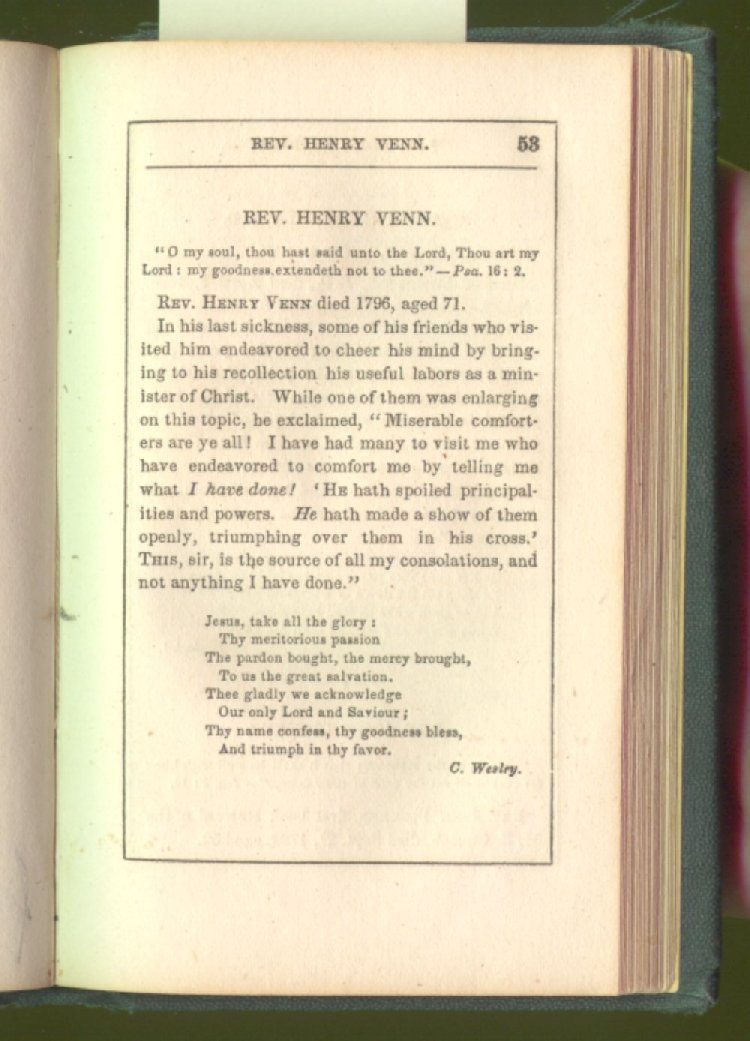 REV. HENRY VENN. 53
REV. HENRY VENN.
"O my soul, thou hast said unto the Lord, Thou art my
Lord : my goodness extendeth not to thee."—Psa. 16 : 2.
REV. HENRY VENN died 1796, aged 71.
In his last sickness, some of his friends who vis-
ited him endeavored to cheer his mind by bring-
ing to his recollection his useful labors as a min-
ister of Christ. While one of them was enlarging
on this topic, he exclaimed, "Miserable comfort-
ers are ye all! I have had many to visit me who
have endeavored to comfort me by telling me
what I have done! 'HE hath spoiled principal-
ities and powers. He hath made a show of them
openly, triumphing over them in his cross.'
THIS, sir, is the source of all my consolations, and
not anything I have done."
Jesus, take all the glory :
Thy meritorious passion
The pardon bought, the mercy brought,
To us the great salvation.
Thee gladly we acknowledge
Our only Lord and Saviour ;
Thy name confess, thy goodness bless,
And triumph in thy favor.
C. Wesley.